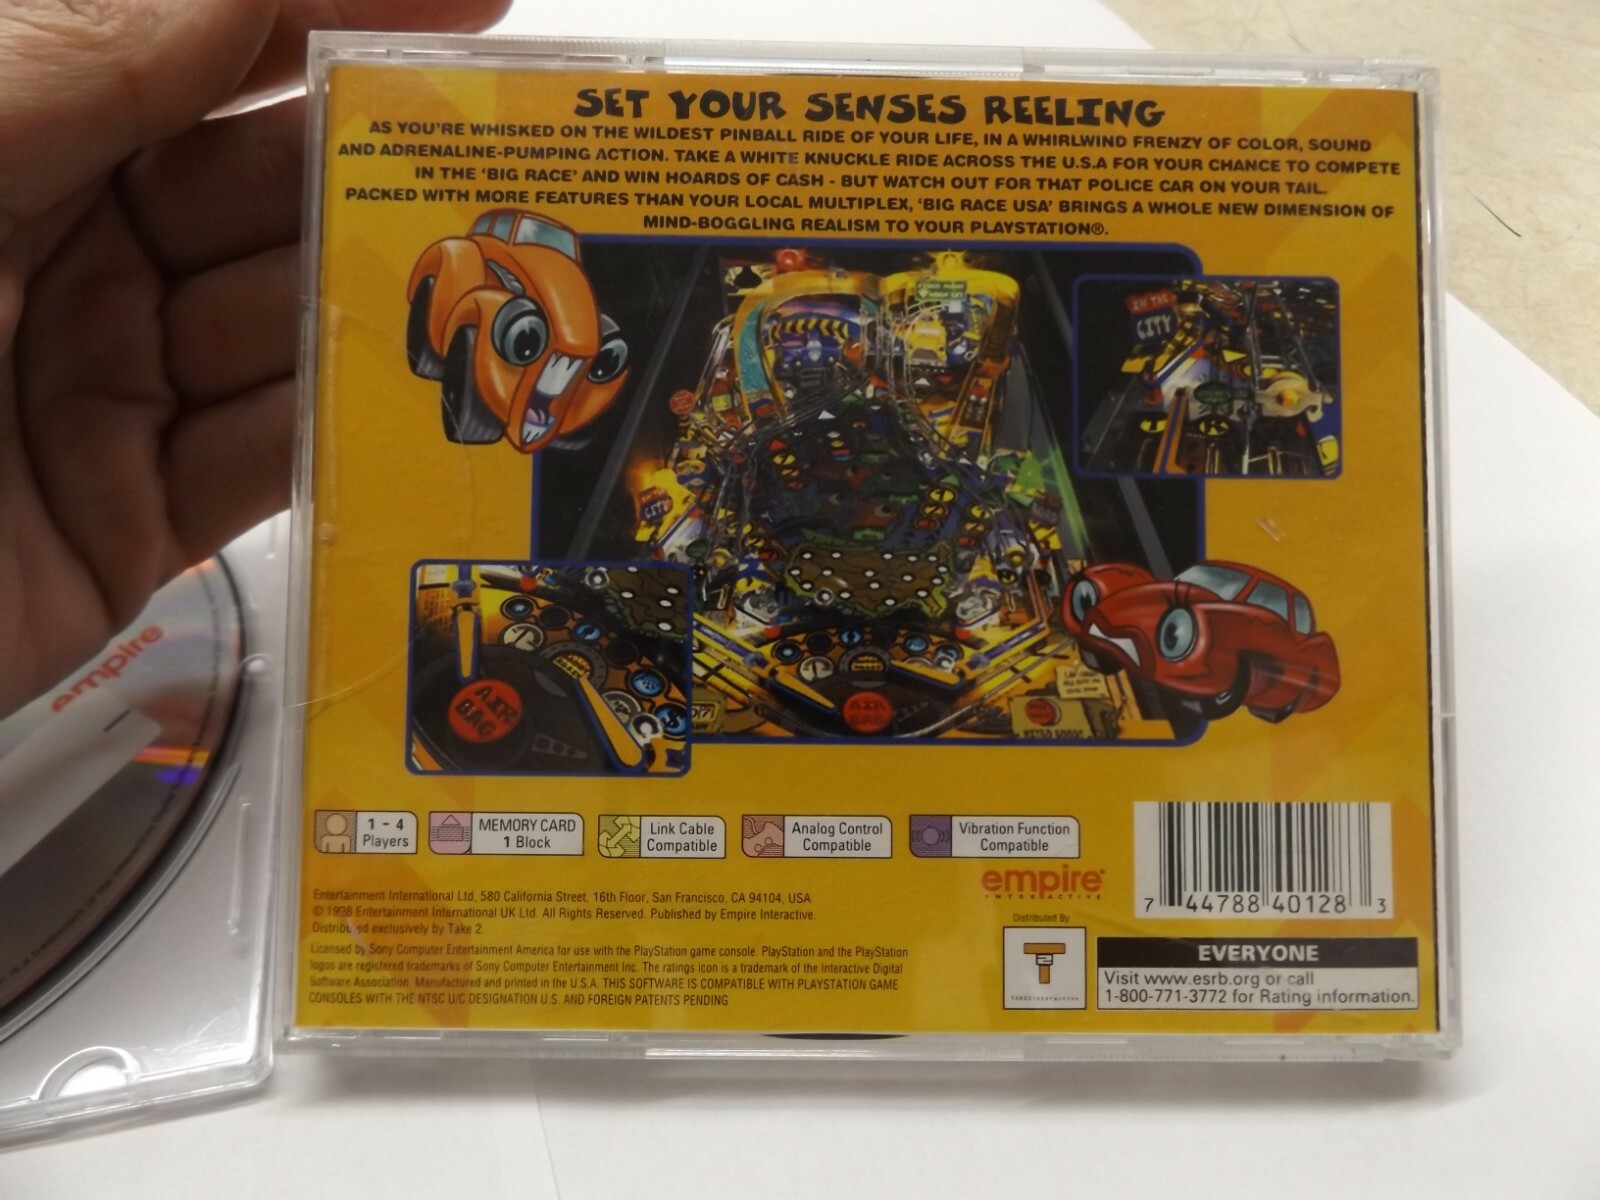 SET YOUR SENSES REELING
AS YOU'RE WHISKED ON THE WILDEST PINBALL RIDE OF YOUR LIFE, IN A WHIRLWIND FRENZY OF COLOR, SOUND
AND ADRENALINE-PUMPING ACTION. TAKE A WHITE KNUCKLE RIDE ACROSS THE U.S.A FOR YOUR CHANCE TO COMPETE
IN THE 'BIG RACE' AND WIN HOARDS OF CASH - BUT WATCH OUT FOR THAT POLICE CAR ON YOUR TAIL.
PACKED WITH MORE FEATURES THAN YOUR LOCAL MULTIPLEX, 'BIG RACE USA' BRINGS A WHOLE NEW DIMENSION OF
MIND-BOGGLING REALISM TO YOUR PLAYSTATION®.
IN THE
CITY
CITY
AIR
BAG
AIR
BAG
empire
1 - 4
Players
MEMORY CARD
1 Block
Link Cable
Compatible
Analog Control
Compatible
Vibration Function
Compatible
empire
INTERACTIVE
7 44788 40128 3
Entertainment International Ltd, 580 California Street, 16th Floor, San Francisco, CA 94104, USA.
© 1998 Entertainment International UK Ltd. All Rights Reserved. Published by Empire Interactive.
Distributed exclusively by Take 2.
Licensed by Sony Computer Entertainment America for use with the PlayStation game console. PlayStation and the PlayStation
logos are registered trademarks of Sony Computer Entertainment Inc. The ratings icon is a trademark of the Interactive Digital
Software Association. Manufactured and printed in the U.S.A. THIS SOFTWARE IS COMPATIBLE WITH PLAYSTATION GAME
CONSOLES WITH THE NTSC U/C DESIGNATION U.S. AND FOREIGN PATENTS PENDING
Distributed By
TAKE2Interactive
EVERYONE
Visit www.esrb.org or call
1-800-771-3772 for Rating information.